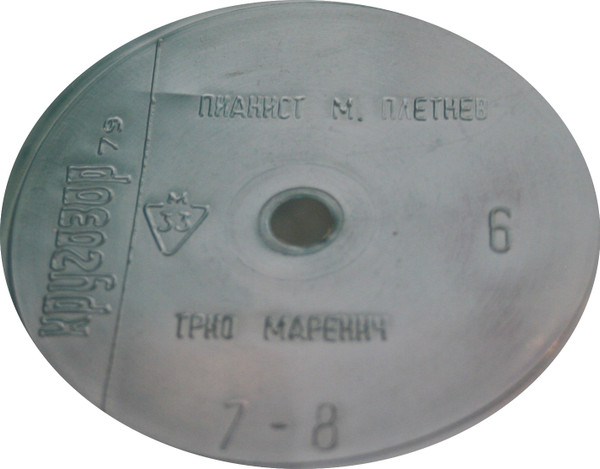 ПИАНИСТ М. ПЛЕТНЕВ
кругозор 79
М
33
6
ТРИО МАРЕНИЧ
7-8